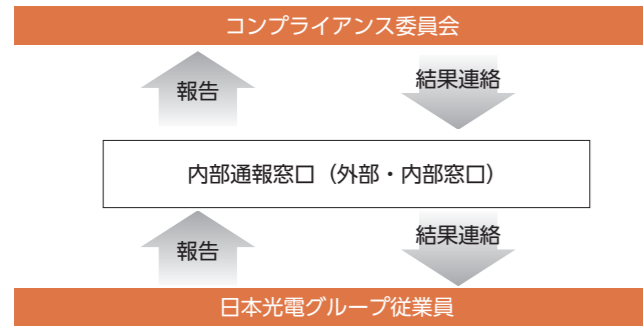 コンプライアンス委員会
報告
結果連絡
内部通報窓口（外部・内部窓口）
報告
結果連絡
日本光電グループ従業員